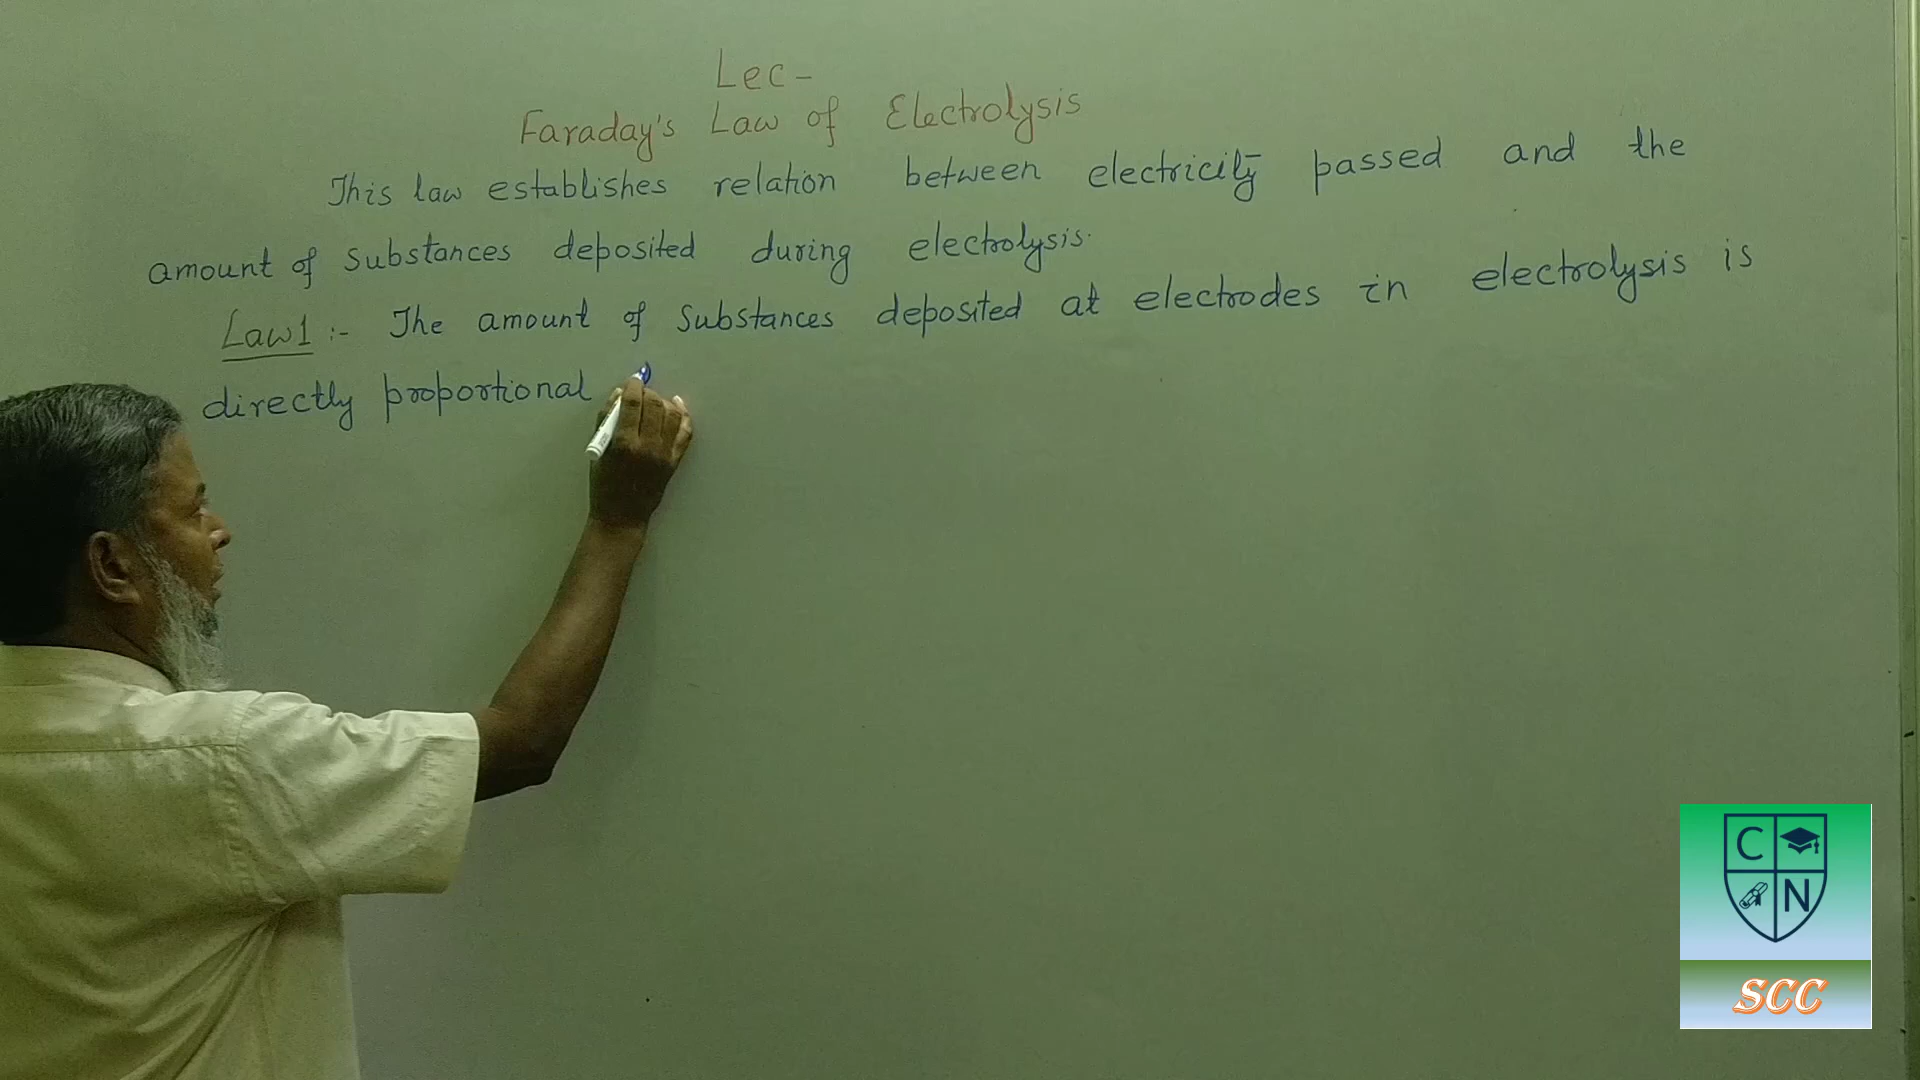 Lec-
Faraday's Law of Electrolysis
This law establishes relation between electricity passed and the
amount of substances deposited during electrolysis.
Law1 :- The amount of substances deposited at electrodes in electrolysis is
directly proportional
C
N
SCC